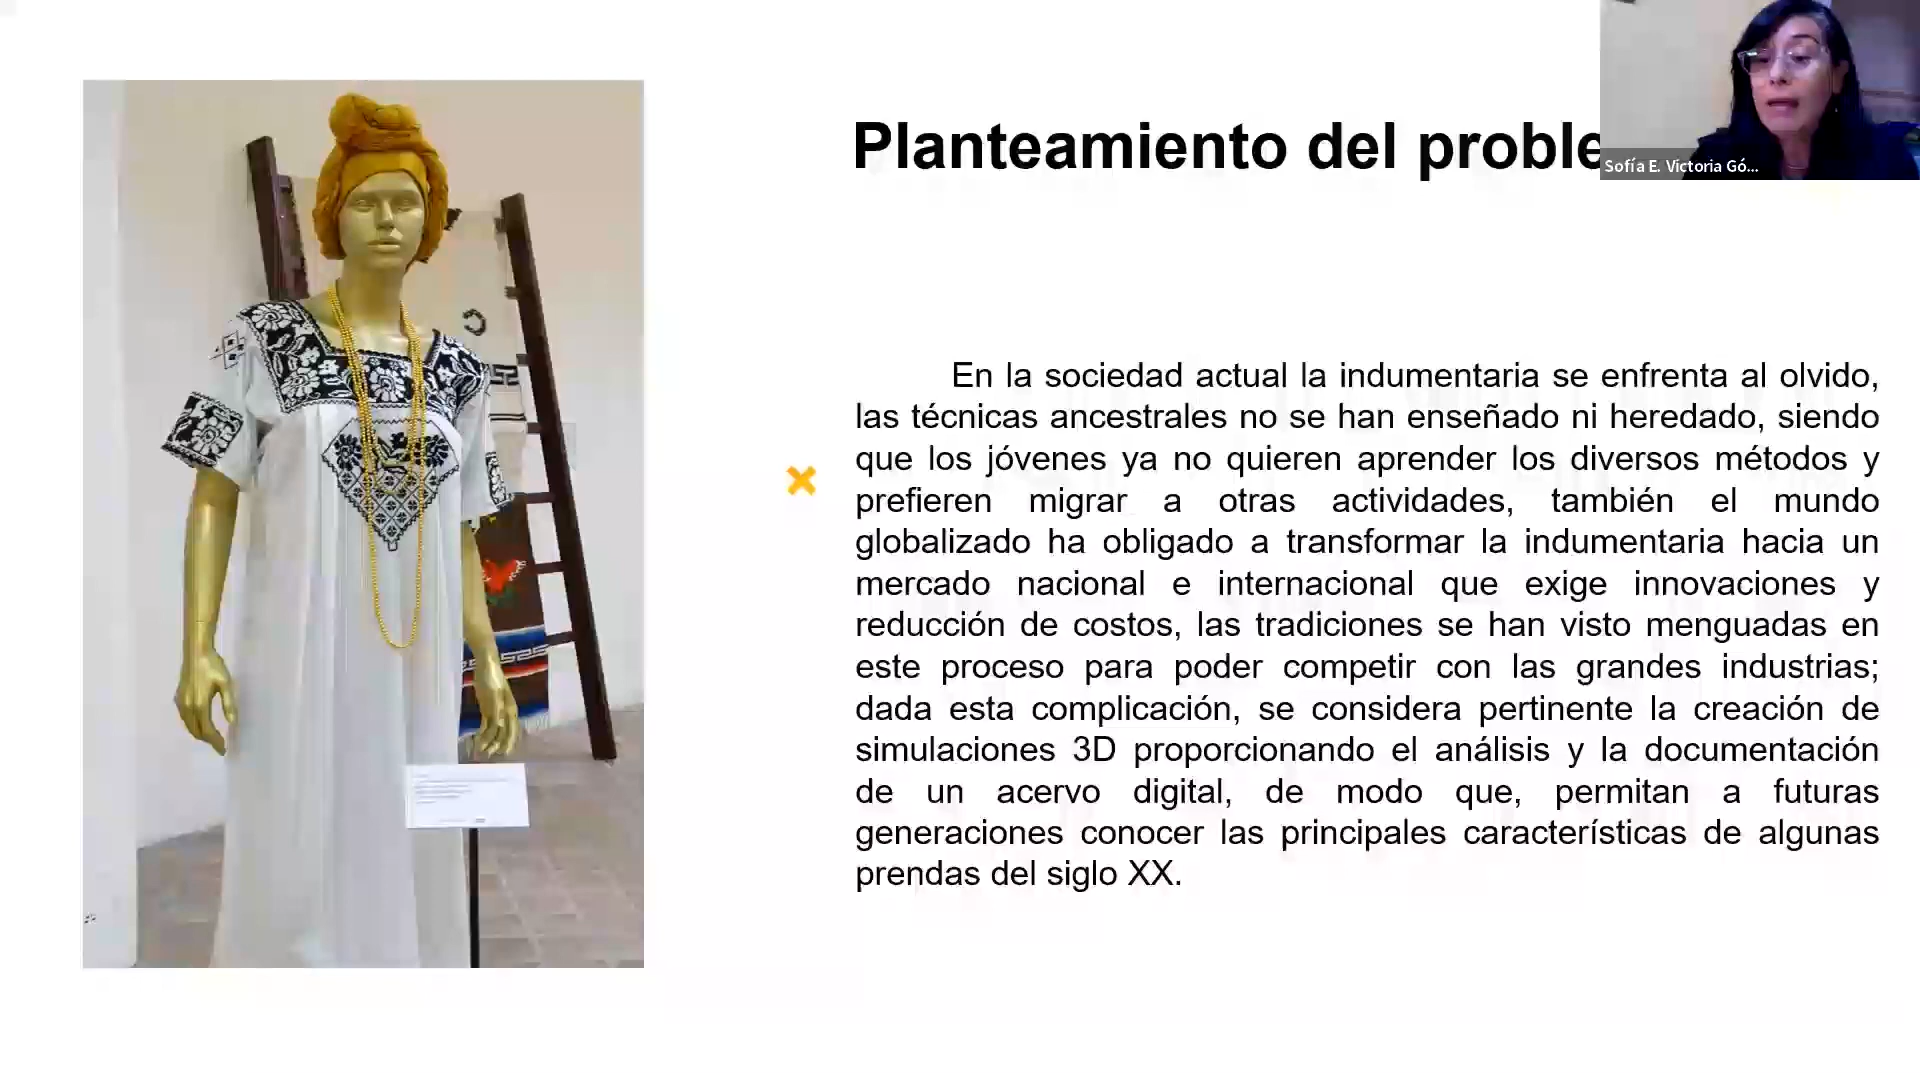 Planteamiento del proble
Sofía E. Victoria Gó...
En la sociedad actual la indumentaria se enfrenta al olvido,
las técnicas ancestrales no se han enseñado ni heredado, siendo
que los jóvenes ya no quieren aprender los diversos métodos y
prefieren migrar a otras actividades, también el mundo
globalizado ha obligado a transformar la indumentaria hacia un
mercado nacional e internacional que exige innovaciones y
reducción de costos, las tradiciones se han visto menguadas en
este proceso para poder competir con las grandes industrias;
dada esta complicación, se considera pertinente la creación de
simulaciones 3D proporcionando el análisis y la documentación
de un acervo digital, de modo que, permitan a futuras
generaciones conocer las principales características de algunas
prendas del siglo XX.